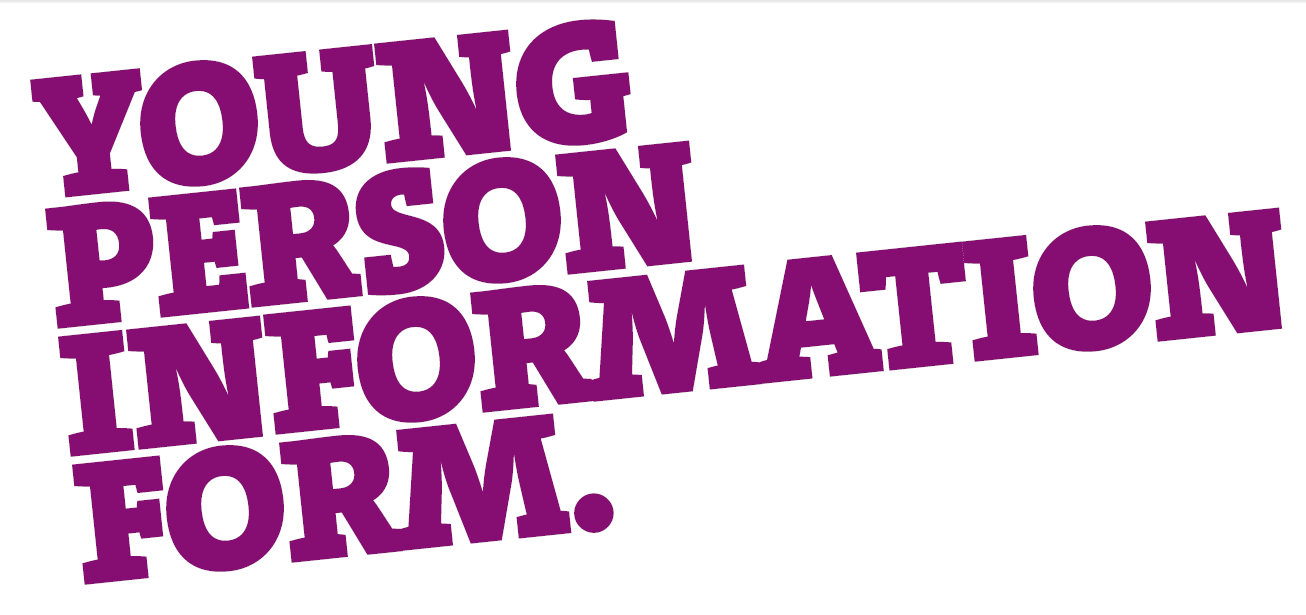 YOUNG
PERSON
INFORMATION
FORM.